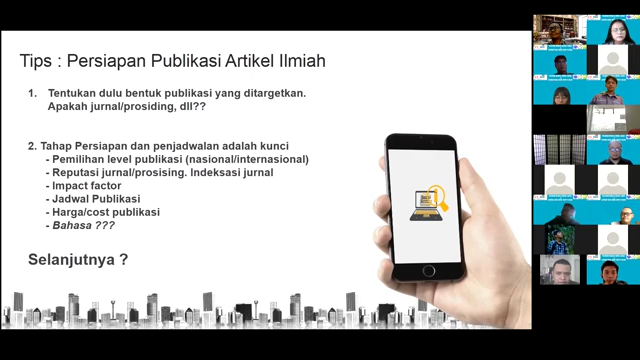 Tips : Persiapan Publikasi Artikel Ilmiah
1. Tentukan dulu bentuk publikasi yang ditargetkan.
Apakah jurnal/prosiding, dll??
2. Tahap Persiapan dan penjadwalan adalah kunci
- Pemilihan level publikasi (nasional/internasional)
- Reputasi jurnal/prosising. Indeksasi jurnal
- Impact factor
- Jadwal Publikasi
- Harga/cost publikasi
- Bahasa ???
Selanjutnya ?